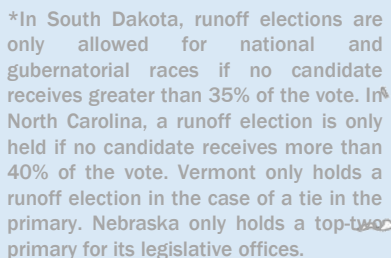 *In South Dakota, runoff elections are
only allowed for national and
gubernatorial races if no candidate
receives greater than 35% of the vote. In
North Carolina, a runoff election is only
held if no candidate receives more than
40% of the vote. Vermont only holds a
runoff election in the case of a tie in the
primary. Nebraska only holds a top-two
primary for its legislative offices.